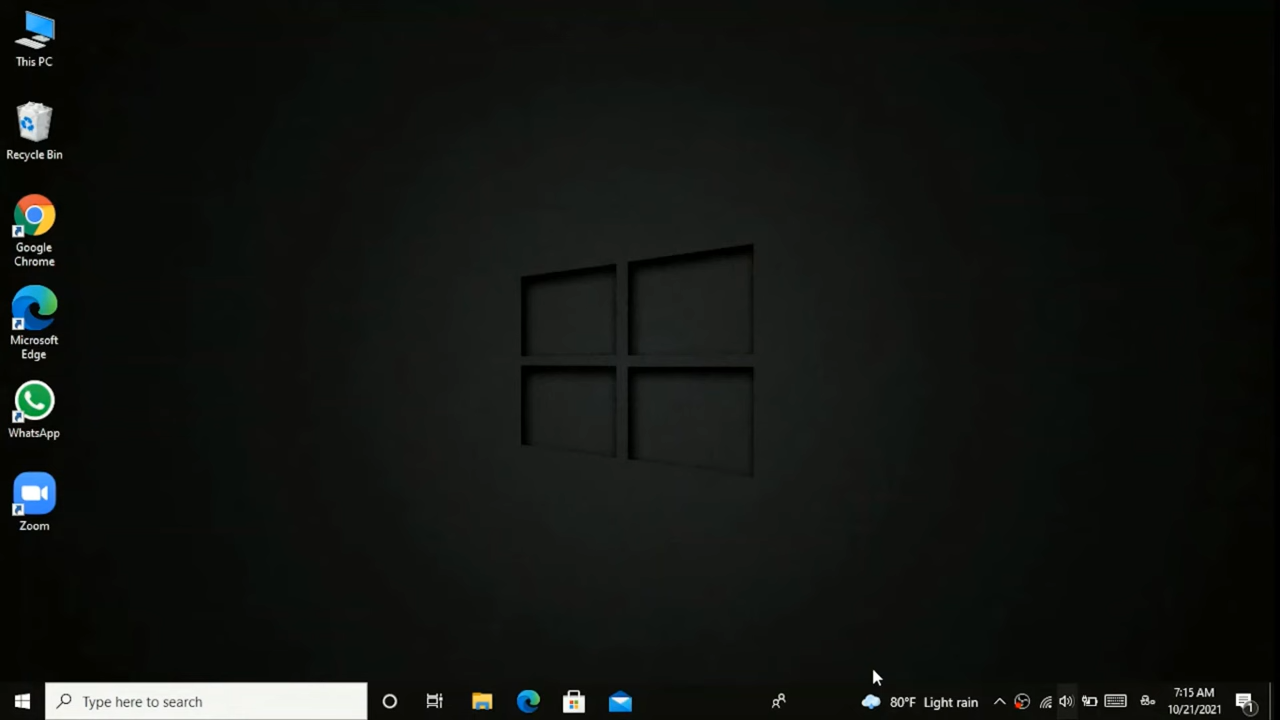 This PC
Recycle Bin
Google
Chrome
Microsoft
Edge
WhatsApp
Zoom
Type here to search
80°F Light rain
7:15 AM
10/21/2021
1